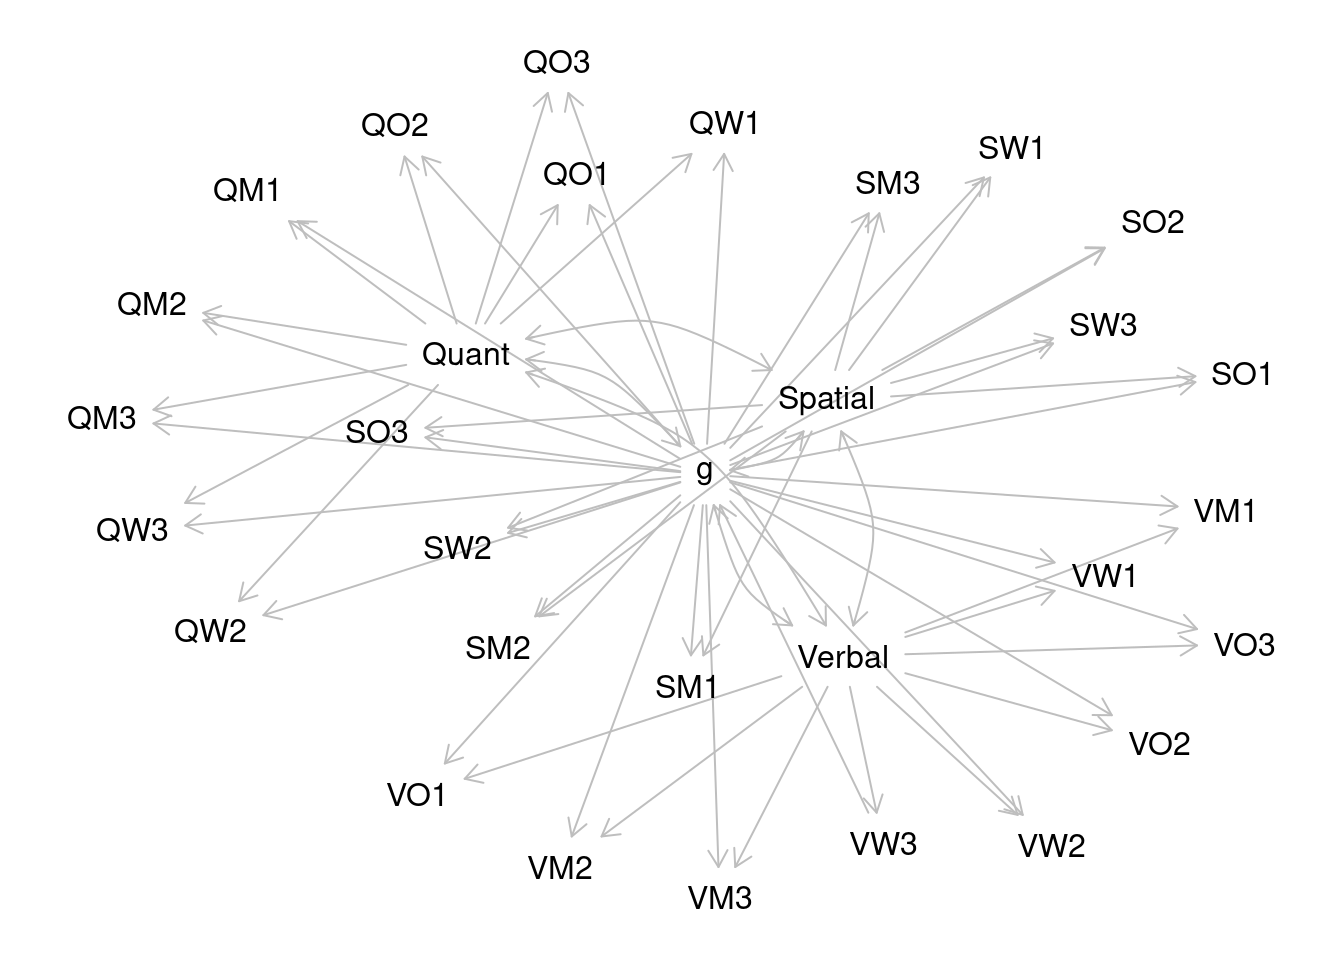 QO3
QW1
QO2
SW1
QO1
SM3
QM1
SO2
QM2
SW3
Quant
SO1
Spatial
QM3
SO3
g
VM1
QW3
SW2
VW1
QW2
VO3
SM2
Verbal
SM1
VO2
VO1
VW3
VW2
VM2
VM3